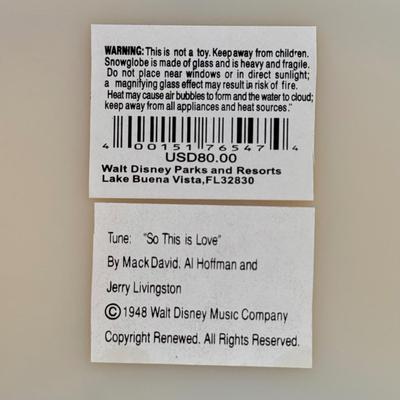 WARNING: This is not a toy. Keep away from children.
Snowglobe is made of glass and is heavy and fragile.
Do not place near windows or in direct sunlight;
a magnifying glass effect may result in risk of fire.
Heat may cause air bubbles to form and the water to cloud;
keep away from all appliances and heat sources."
4 00151 76547 4
USD80.00
Walt Disney Parks and Resorts
Lake Buena Vista,FL32830
Tune: "So This is Love"
By Mack David, Al Hoffman and
Jerry Livingston
©1948 Walt Disney Music Company
Copyright Renewed. All Rights Reserved.